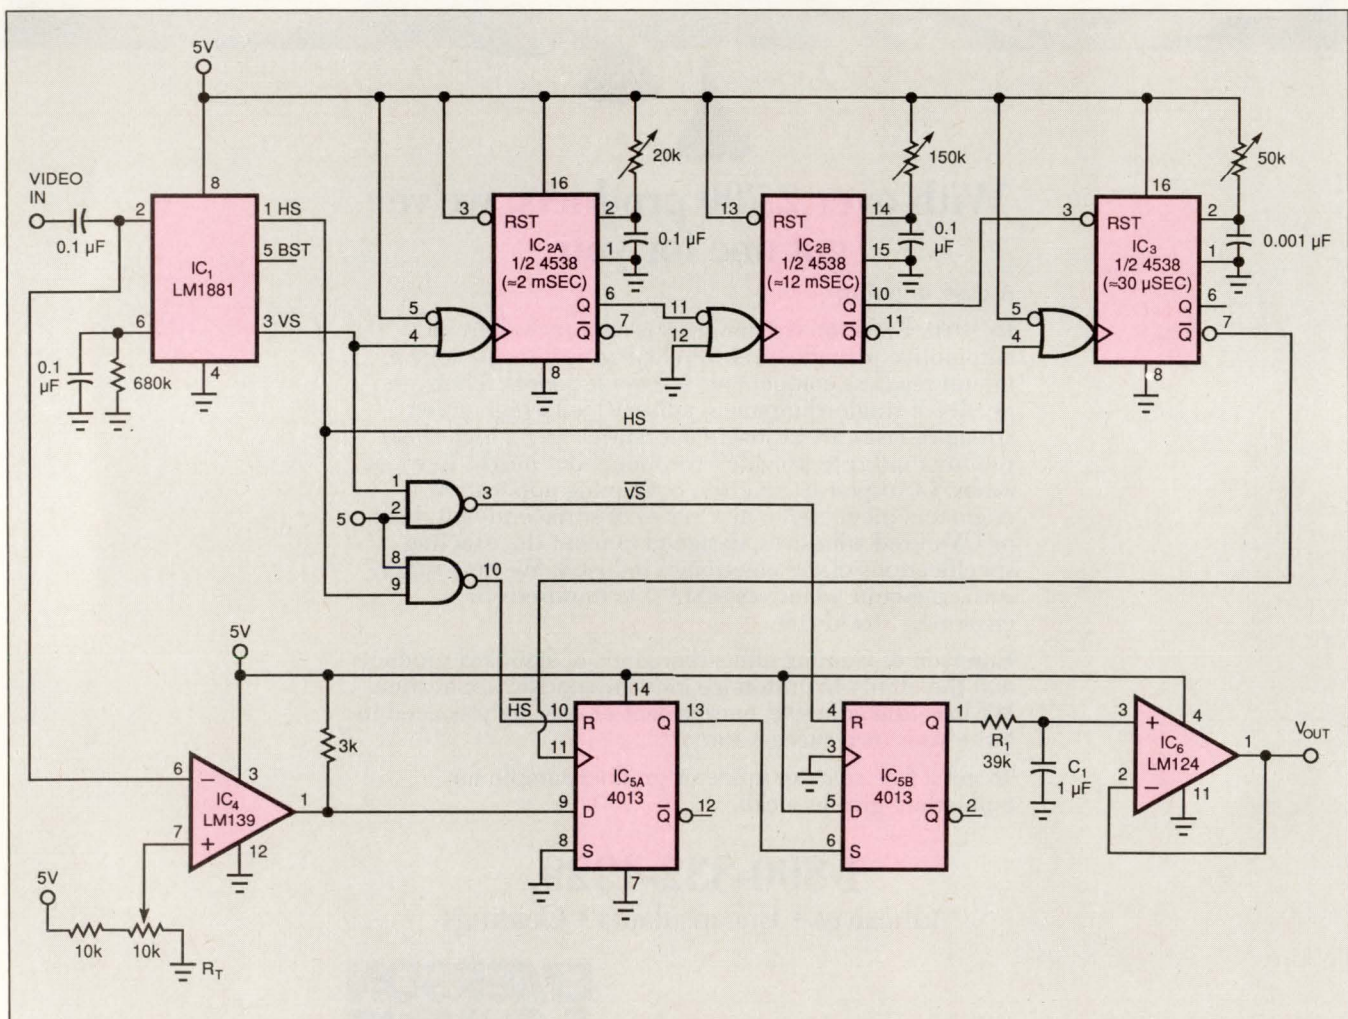 5V
VIDEO
IN
0.1 µF
2
8
1 HS
5 BST
IC1
LM1881
3 VS
6
4
0.1
µF
680k
20k
16
3
RST
2
IC2A
1/2 4538
(≈2 mSEC)
0.1 µF
1
5
4
Q
6
Q̅
7
8
150k
13
RST
14
IC2B
1/2 4538
(≈12 mSEC)
0.1
µF
15
11
12
Q
10
Q̅
11
50k
16
3
RST
2
IC3
1/2 4538
(≈30 µSEC)
0.001 µF
1
5
4
Q
6
Q̅
7
8
HS
1
2
3
V̅S̅
5
8
9
10
5V
H̅S̅
3k
6
−
3
IC4
LM139
1
7
+
12
5V
10k
10k
RT
14
10
R
Q
13
11
IC5A
4013
9
D
Q̅
12
8
S
7
4
R
Q
1
3
IC5B
4013
5
D
Q̅
2
6
S
R1
39k
C1
1 µF
3
+
4
IC6
LM124
1
2
−
11
VOUT